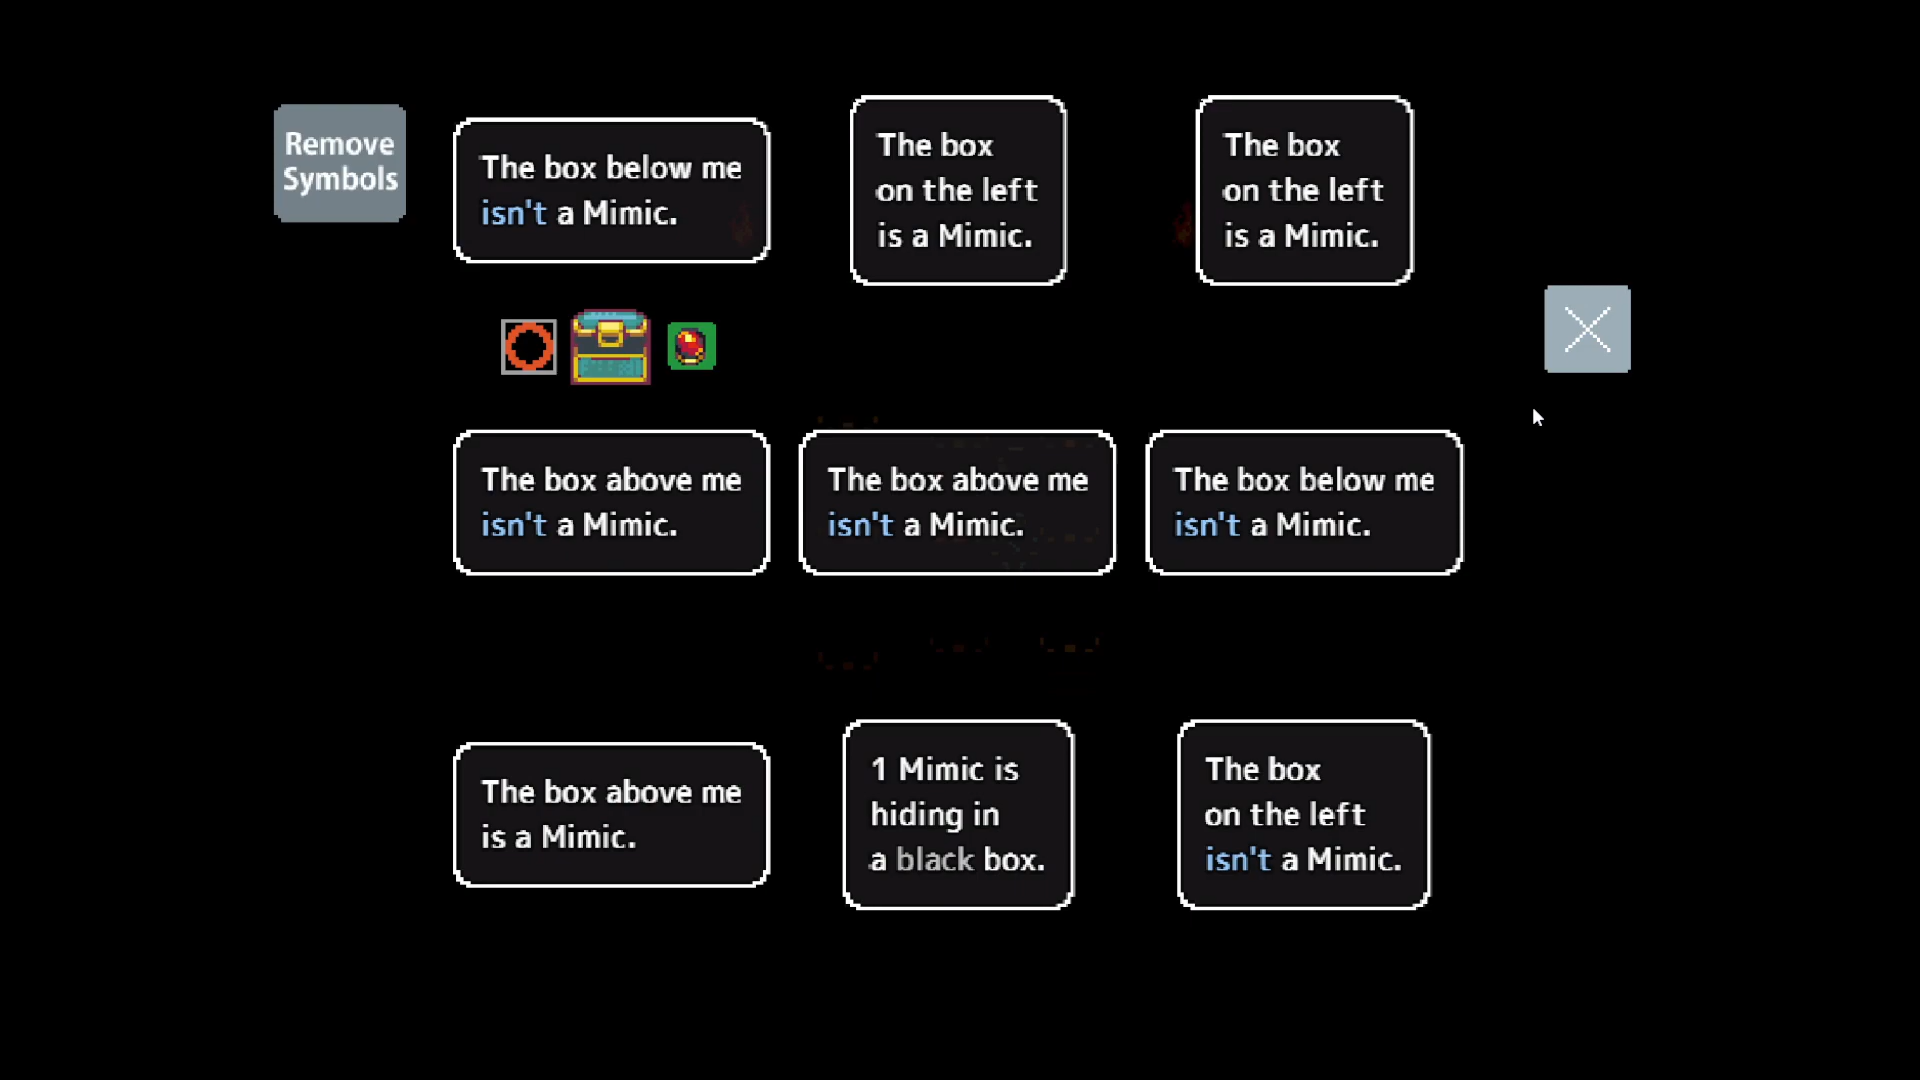 Remove
Symbols
The box below me
isn't a Mimic.
The box
on the left
is a Mimic.
The box
on the left
is a Mimic.
The box above me
isn't a Mimic.
The box above me
isn't a Mimic.
The box below me
isn't a Mimic.
The box above me
is a Mimic.
1 Mimic is
hiding in
a black box.
The box
on the left
isn't a Mimic.